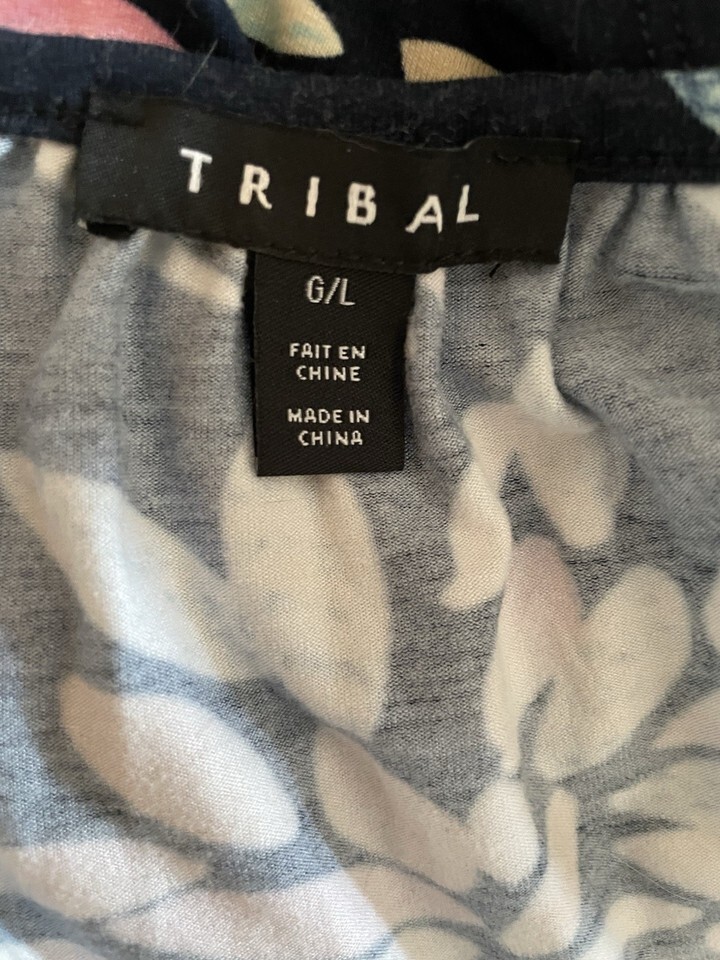 TRIBAL
G/L
FAIT EN
CHINE
MADE IN
CHINA